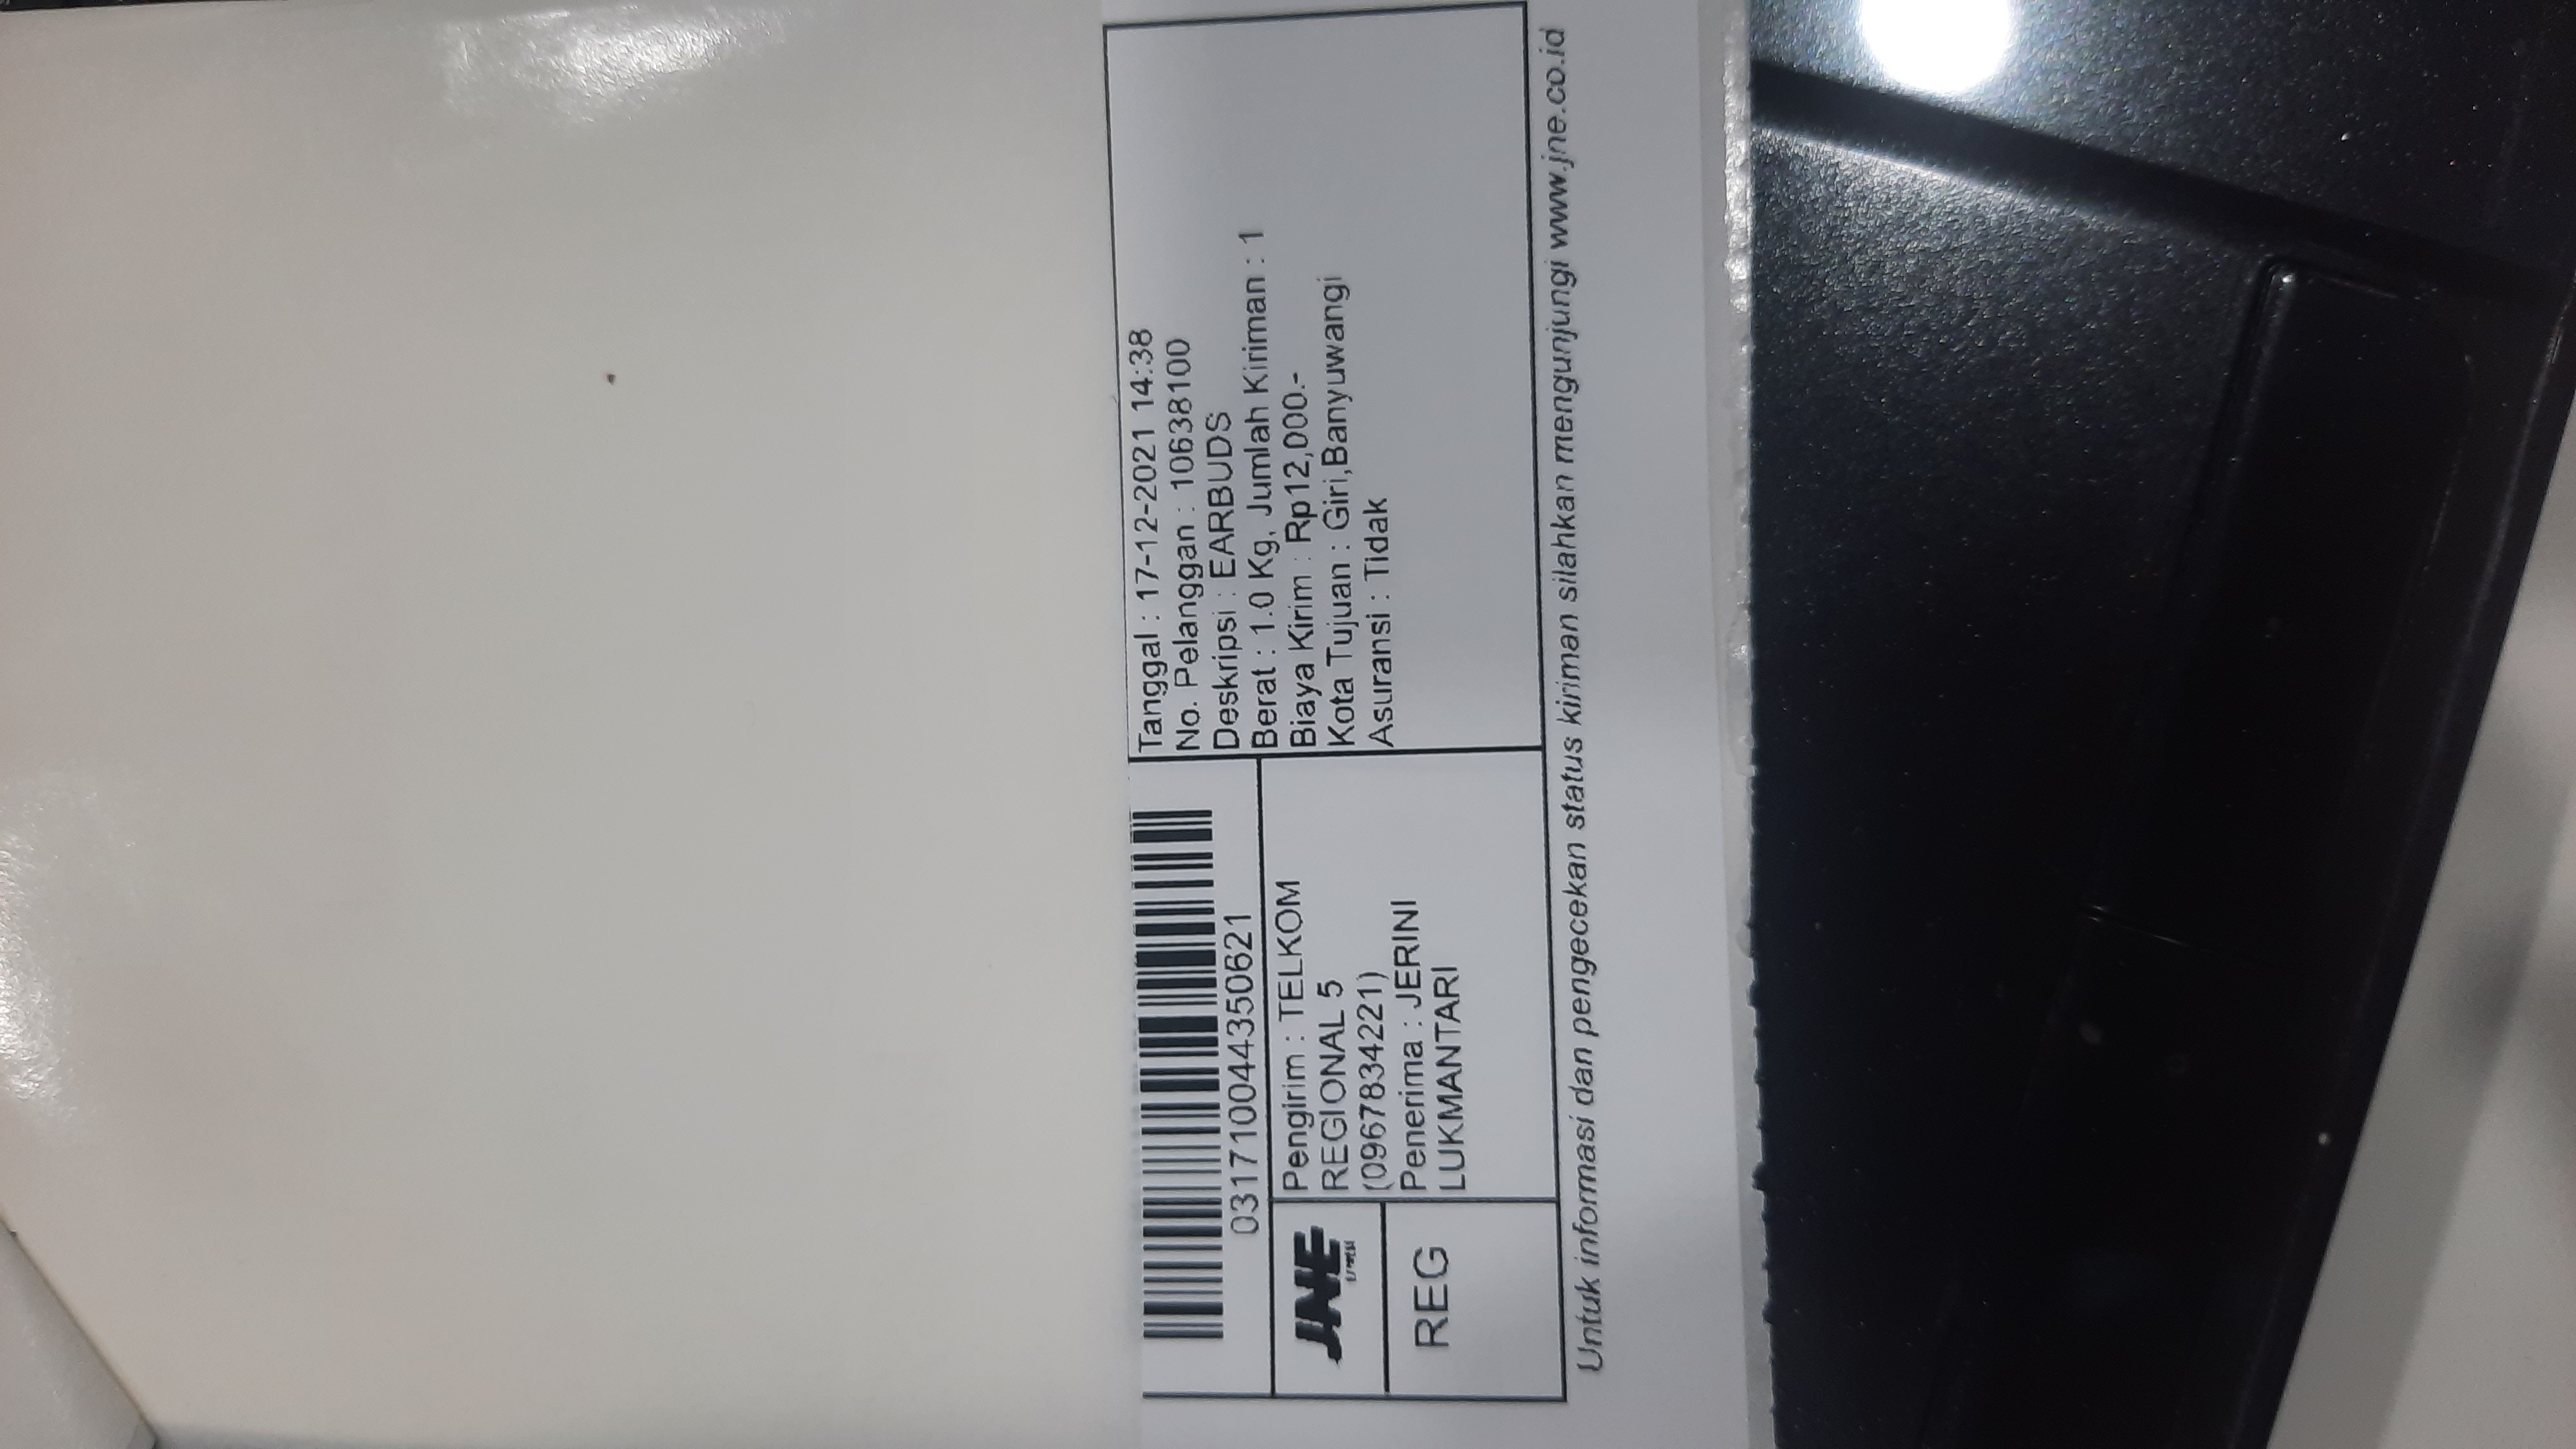 031710044350621
JNE
REG
Pengirim : TELKOM
REGIONAL 5
(0967834221)
Penerima : JERINI
LUKMANTARI
Tanggal : 17-12-2021 14:38
No. Pelanggan : 10638100
Deskripsi : EARBUDS
Berat : 1.0 Kg, Jumlah Kiriman : 1
Biaya Kirim : Rp12,000.-
Kota Tujuan : Giri,Banyuwangi
Asuransi : Tidak
Untuk informasi dan pengecekan status kiriman silahkan mengunjungi www.jne.co.id